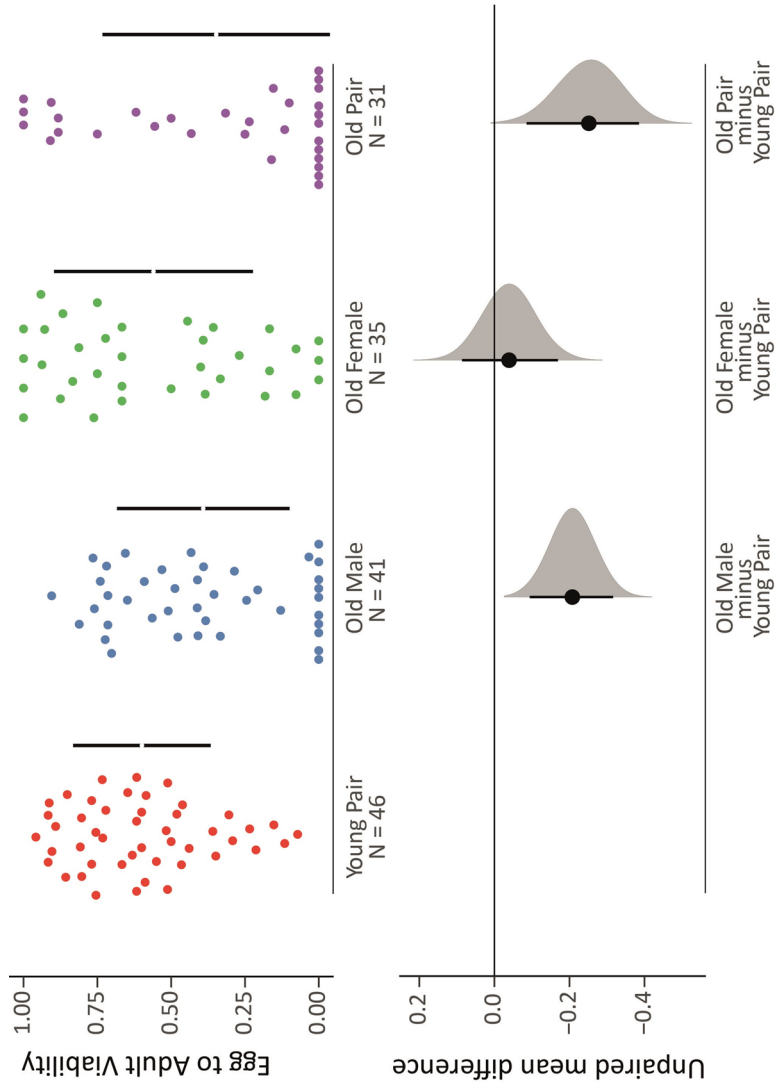 Egg to Adult Viability
1.00
0.75
0.50
0.25
0.00
Young Pair
N = 46
Old Male
N = 41
Old Female
N = 35
Old Pair
N = 31
Unpaired mean difference
0.2
0.0
−0.2
−0.4
Old Male
minus
Young Pair
Old Female
minus
Young Pair
Old Pair
minus
Young Pair